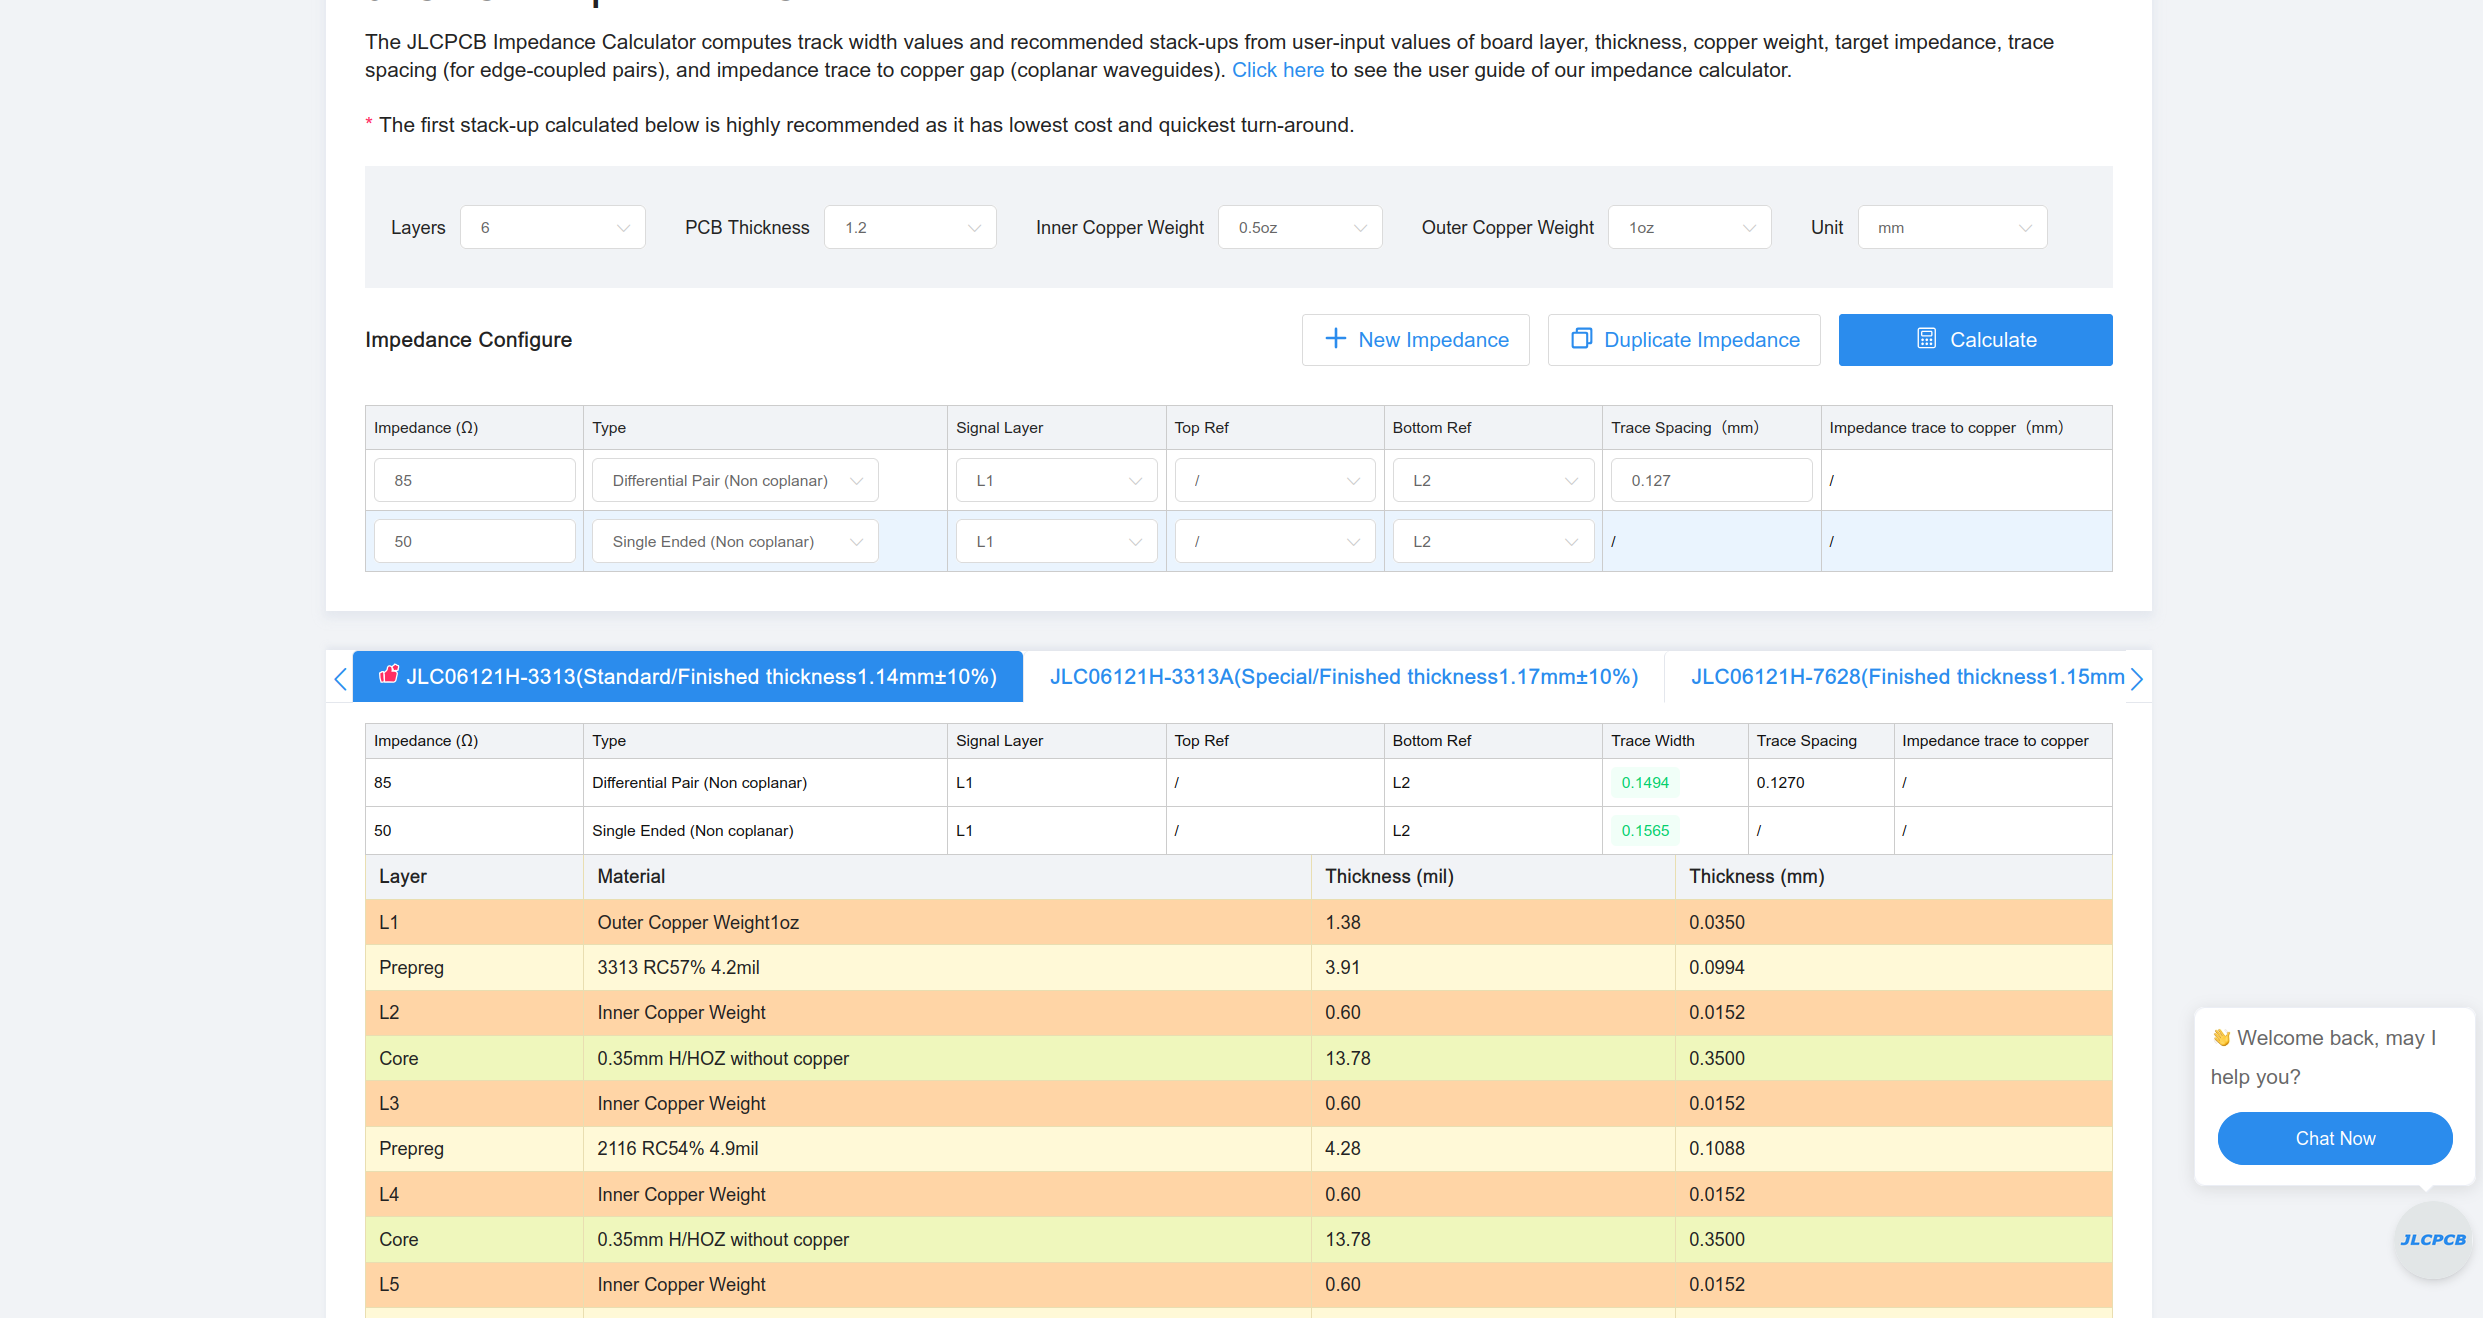 The JLCPCB Impedance Calculator computes track width values and recommended stack-ups from user-input values of board layer, thickness, copper weight, target impedance, trace
spacing (for edge-coupled pairs), and impedance trace to copper gap (coplanar waveguides). Click here to see the user guide of our impedance calculator.
* The first stack-up calculated below is highly recommended as it has lowest cost and quickest turn-around.
Layers 6 PCB Thickness 1.2 Inner Copper Weight 0.5oz Outer Copper Weight 1oz Unit mm
Impedance Configure New Impedance Duplicate Impedance Calculate
Impedance (Ω) Type Signal Layer Top Ref Bottom Ref Trace Spacing (mm) Impedance trace to copper (mm)
85 Differential Pair (Non coplanar) L1 / L2 0.127 /
50 Single Ended (Non coplanar) L1 / L2 / /
JLC06121H-3313(Standard/Finished thickness1.14mm±10%) JLC06121H-3313A(Special/Finished thickness1.17mm±10%) JLC06121H-7628(Finished thickness1.15mm
Impedance (Ω) Type Signal Layer Top Ref Bottom Ref Trace Width Trace Spacing Impedance trace to copper
85 Differential Pair (Non coplanar) L1 / L2 0.1494 0.1270 /
50 Single Ended (Non coplanar) L1 / L2 0.1565 / /
Layer Material Thickness (mil) Thickness (mm)
L1 Outer Copper Weight1oz 1.38 0.0350
Prepreg 3313 RC57% 4.2mil 3.91 0.0994
L2 Inner Copper Weight 0.60 0.0152
Core 0.35mm H/HOZ without copper 13.78 0.3500
L3 Inner Copper Weight 0.60 0.0152
Prepreg 2116 RC54% 4.9mil 4.28 0.1088
L4 Inner Copper Weight 0.60 0.0152
Core 0.35mm H/HOZ without copper 13.78 0.3500
L5 Inner Copper Weight 0.60 0.0152
👋 Welcome back, may I
help you?
Chat Now
JLCPCB